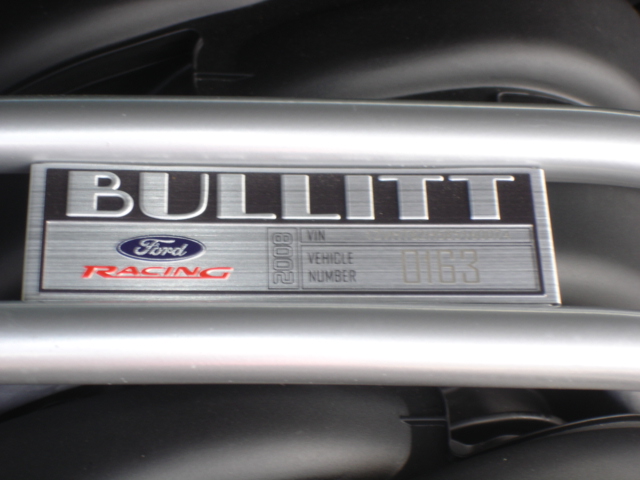 BULLITT
Ford
RACING
2008
VIN
VEHICLE
NUMBER
0163